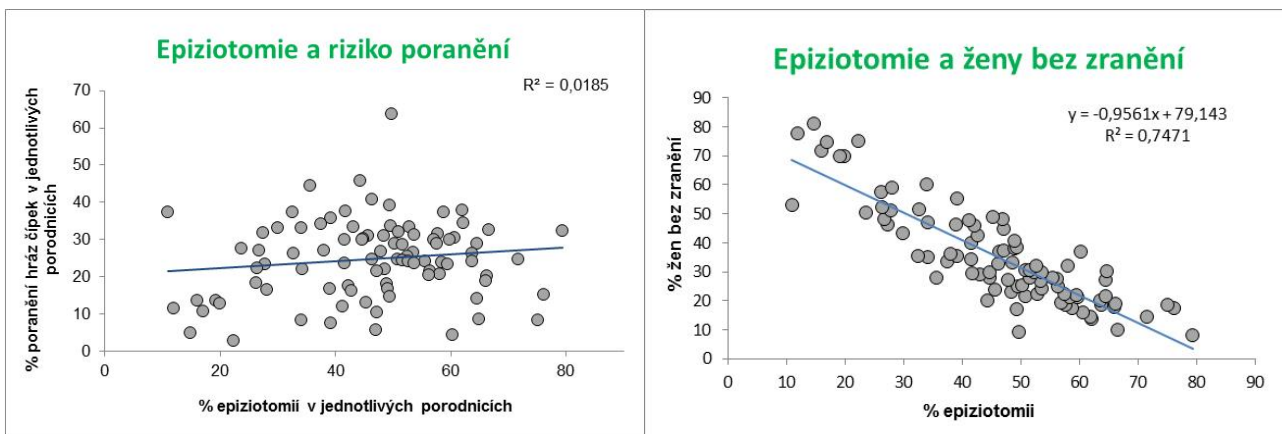 Epiziotomie a riziko poranění
R² = 0,0185
70
60
50
40
30
20
10
0
0 20 40 60 80
% poranění hráz čípek v jednotlivých
porodnicích
% epiziotomií v jednotlivých porodnicích
Epiziotomie a ženy bez zranění
y = -0,9561x + 79,143
R² = 0,7471
90
80
70
60
50
40
30
20
10
0
0 10 20 30 40 50 60 70 80 90
% žen bez zranění
% epiziotomii